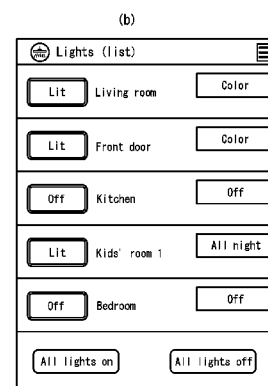 (b)
Lights (list)
Lit Living room Color
Lit Front door Color
Off Kitchen Off
Lit Kids' room 1 All night
Off Bedroom Off
All lights on All lights off